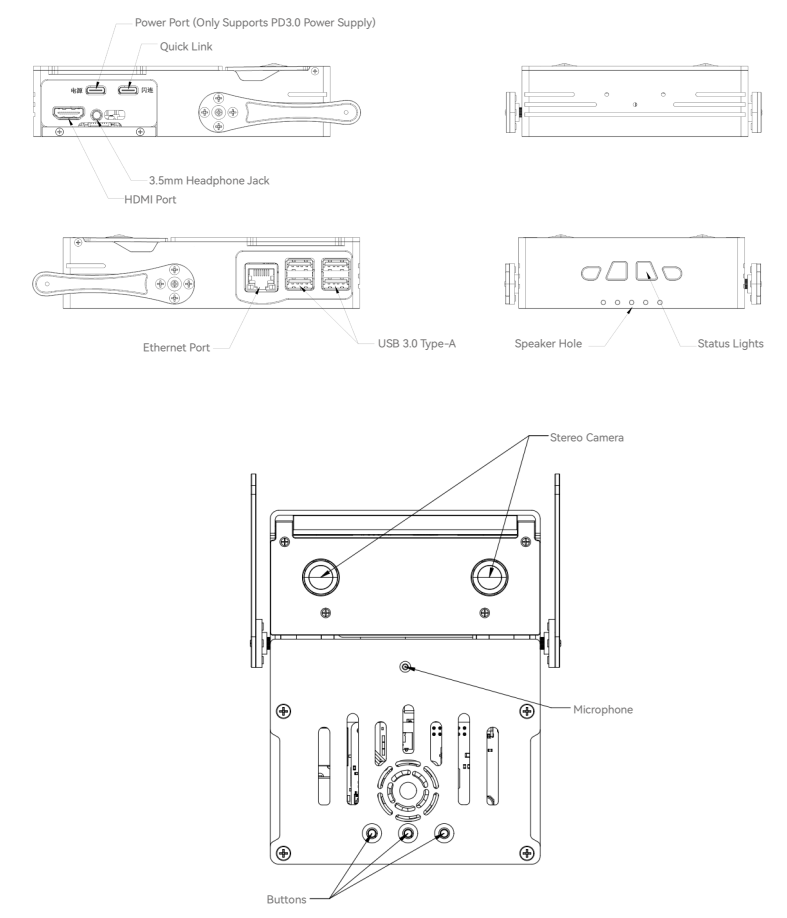 Power Port (Only Supports PD3.0 Power Supply)
Quick Link
电源
闪连
3.5mm Headphone Jack
HDMI Port
Ethernet Port
USB 3.0 Type-A
Speaker Hole
Status Lights
Stereo Camera
Microphone
Buttons